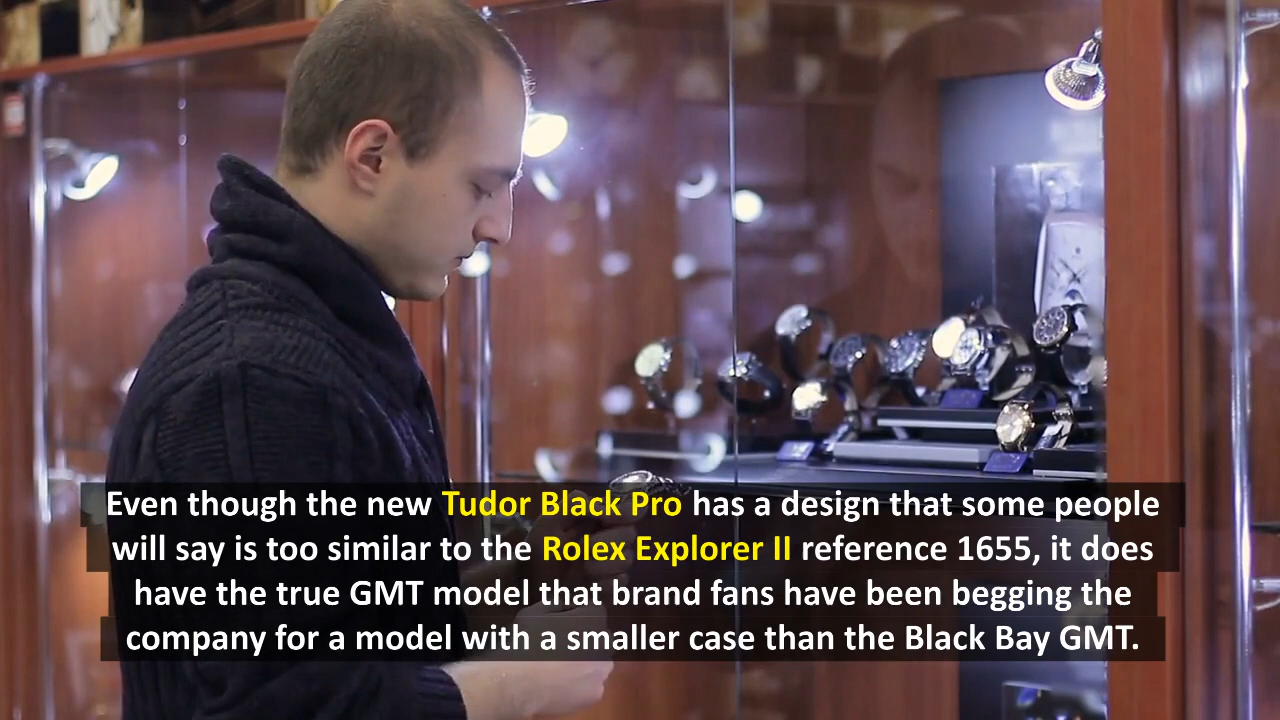 Even though the new Tudor Black Pro has a design that some people
will say is too similar to the Rolex Explorer II reference 1655, it does
have the true GMT model that brand fans have been begging the
company for a model with a smaller case than the Black Bay GMT.